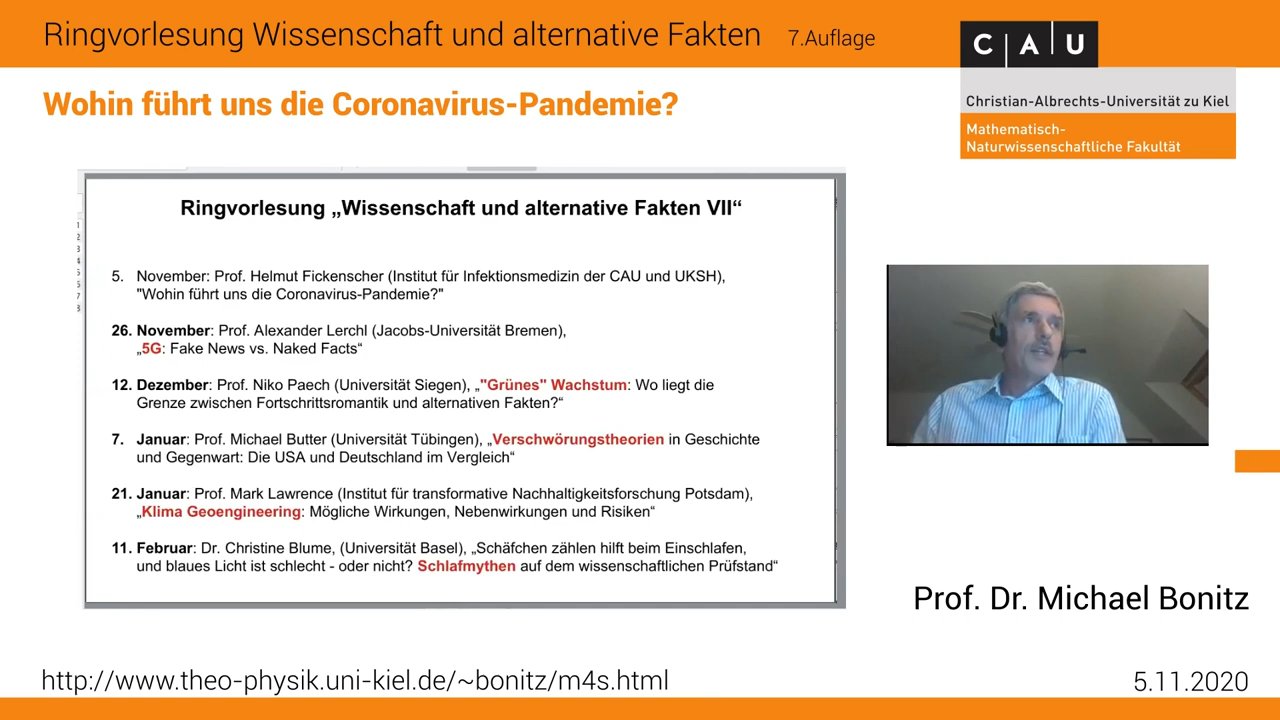 Ringvorlesung Wissenschaft und alternative Fakten 7.Auflage
CAU
Christian-Albrechts-Universität zu Kiel
Mathematisch-
Naturwissenschaftliche Fakultät
Wohin führt uns die Coronavirus-Pandemie?
Ringvorlesung „Wissenschaft und alternative Fakten VII“
5. November: Prof. Helmut Fickenscher (Institut für Infektionsmedizin der CAU und UKSH),
"Wohin führt uns die Coronavirus-Pandemie?"
26. November: Prof. Alexander Lerchl (Jacobs-Universität Bremen),
„5G: Fake News vs. Naked Facts“
12. Dezember: Prof. Niko Paech (Universität Siegen), „"Grünes" Wachstum: Wo liegt die
Grenze zwischen Fortschrittsromantik und alternativen Fakten?“
7. Januar: Prof. Michael Butter (Universität Tübingen), „Verschwörungstheorien in Geschichte
und Gegenwart: Die USA und Deutschland im Vergleich“
21. Januar: Prof. Mark Lawrence (Institut für transformative Nachhaltigkeitsforschung Potsdam),
„Klima Geoengineering: Mögliche Wirkungen, Nebenwirkungen und Risiken“
11. Februar: Dr. Christine Blume, (Universität Basel), „Schäfchen zählen hilft beim Einschlafen,
und blaues Licht ist schlecht - oder nicht? Schlafmythen auf dem wissenschaftlichen Prüfstand“
Prof. Dr. Michael Bonitz
http://www.theo-physik.uni-kiel.de/~bonitz/m4s.html
5.11.2020